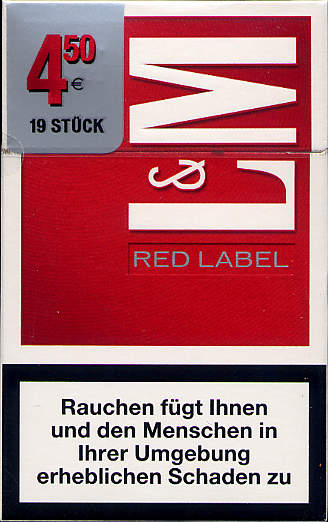 4 50
€
19 STÜCK
L&M
RED LABEL
Rauchen fügt Ihnen
und den Menschen in
Ihrer Umgebung
erheblichen Schaden zu